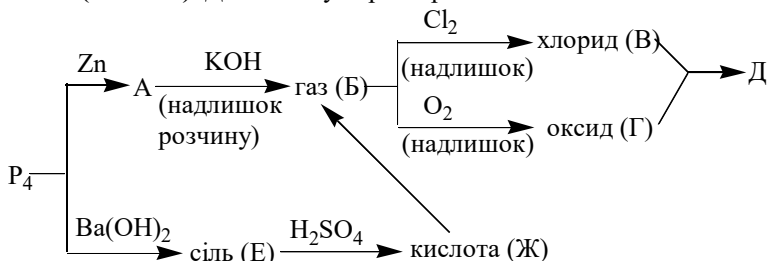 Zn
A
KOH
(надлишок
розчину)
газ (Б)
Cl₂
(надлишок)
хлорид (В)
O₂
(надлишок)
оксид (Г)
Д
P₄
Ba(OH)₂
сіль (Е)
H₂SO₄
кислота (Ж)